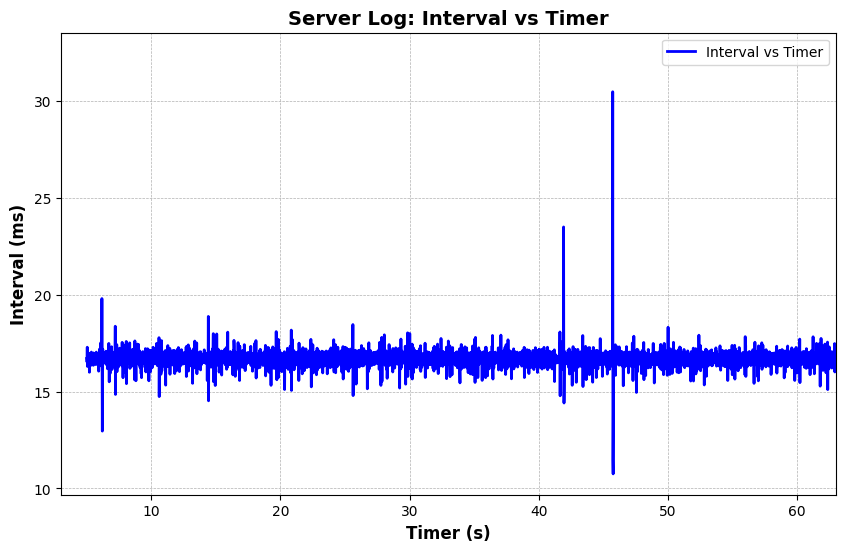 Server Log: Interval vs Timer
Interval vs Timer
30
25
20
15
10
Interval (ms)
10 20 30 40 50 60
Timer (s)